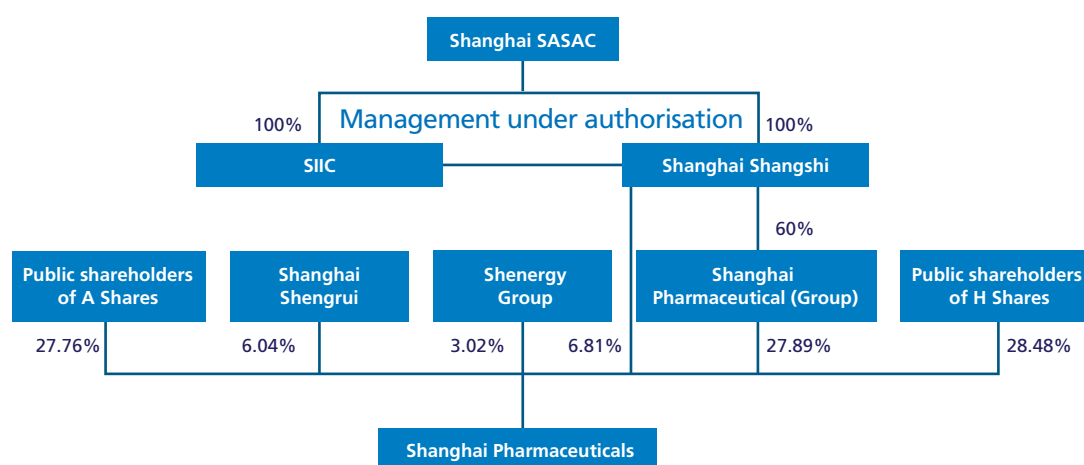 Shanghai SASAC
100%
Management under authorisation
100%
SIIC
Shanghai Shangshi
60%
Public shareholders
of A Shares
Shanghai
Shengrui
Shenergy
Group
Shanghai
Pharmaceutical (Group)
Public shareholders
of H Shares
27.76%
6.04%
3.02%
6.81%
27.89%
28.48%
Shanghai Pharmaceuticals